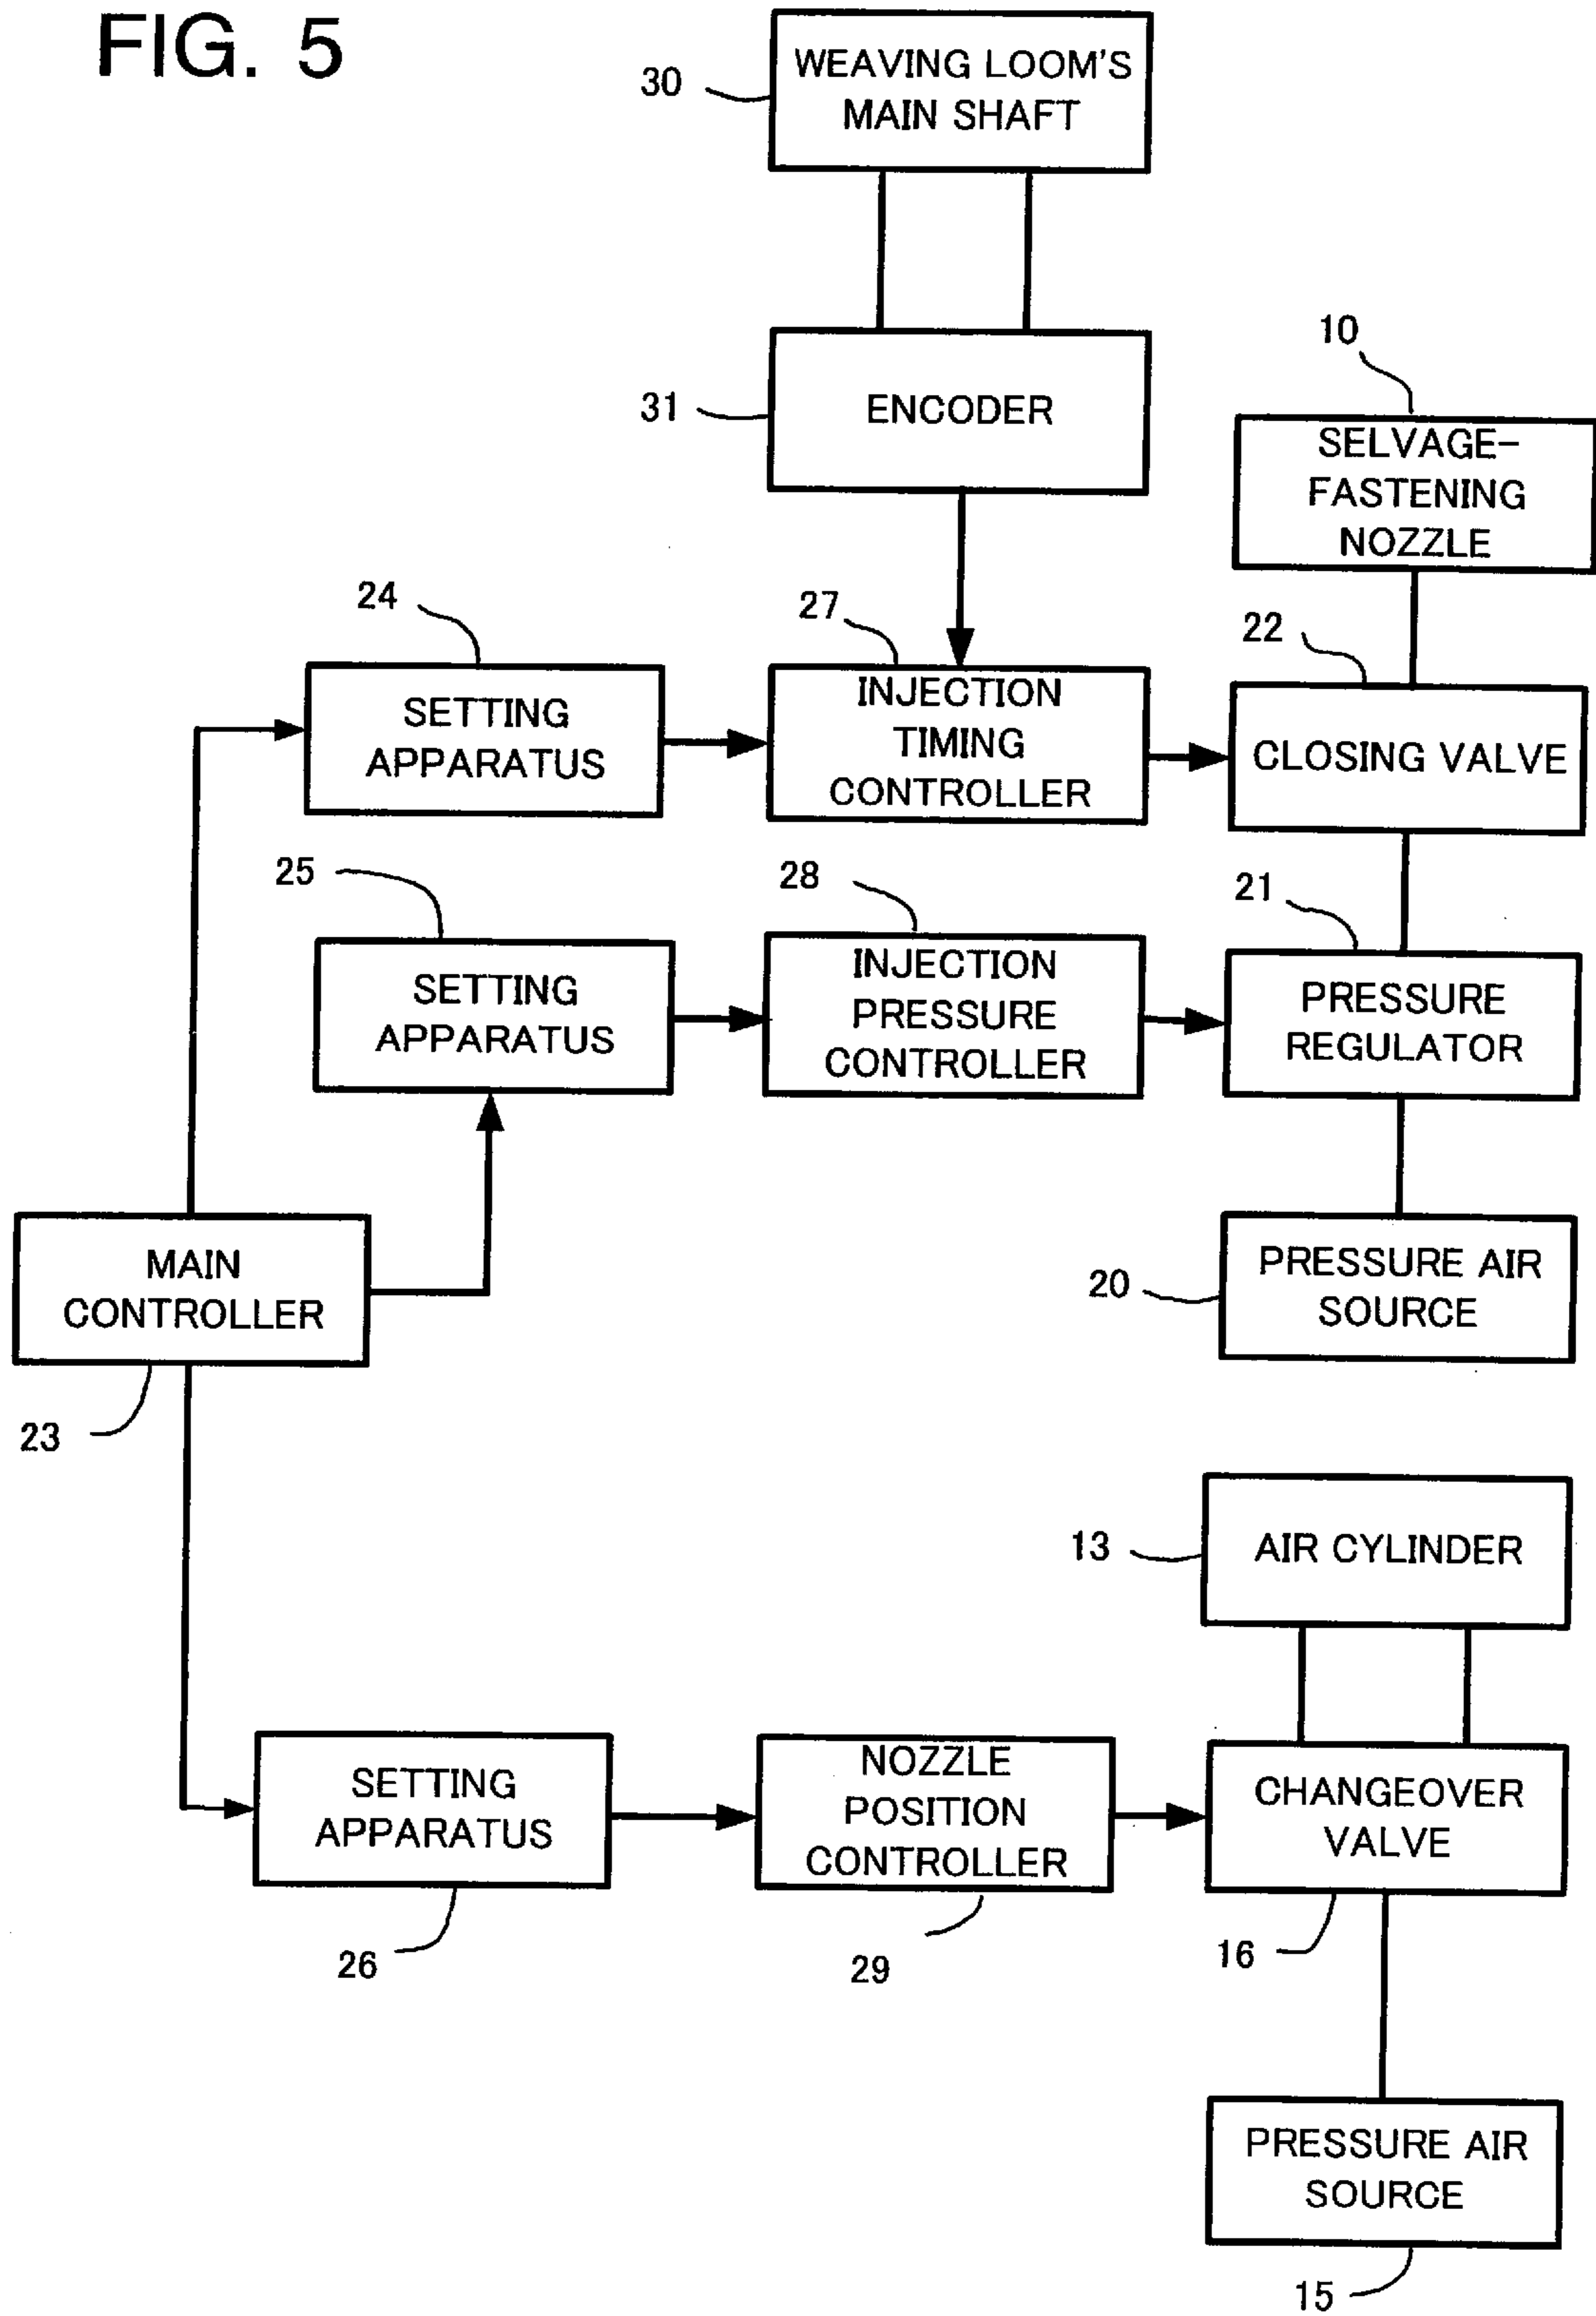 FIG. 5
WEAVING LOOM'S
MAIN SHAFT
30
ENCODER
31
10
SELVAGE-
FASTENING
NOZZLE
24
SETTING
APPARATUS
27
INJECTION
TIMING
CONTROLLER
22
CLOSING VALVE
25
SETTING
APPARATUS
28
INJECTION
PRESSURE
CONTROLLER
21
PRESSURE
REGULATOR
MAIN
CONTROLLER
23
20
PRESSURE AIR
SOURCE
13
AIR CYLINDER
SETTING
APPARATUS
26
NOZZLE
POSITION
CONTROLLER
29
CHANGEOVER
VALVE
16
PRESSURE AIR
SOURCE
15